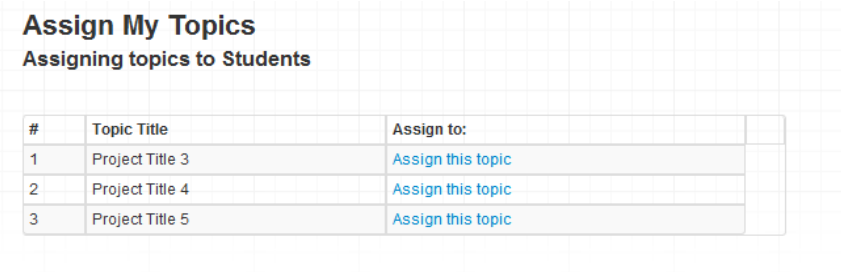 Assign My Topics
Assigning topics to Students
# Topic Title Assign to:
1 Project Title 3 Assign this topic
2 Project Title 4 Assign this topic
3 Project Title 5 Assign this topic